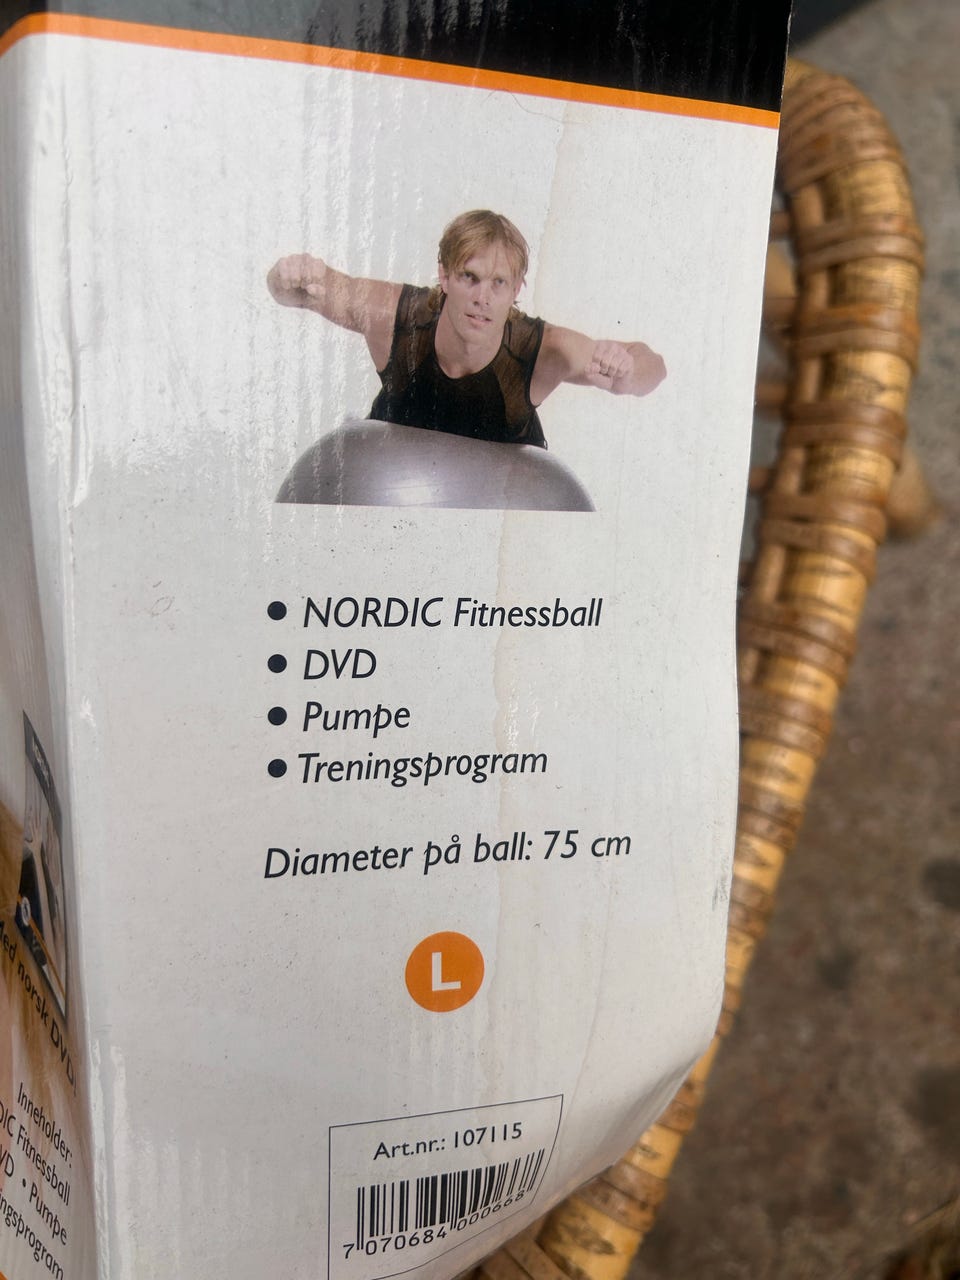 • NORDIC Fitnessball
• DVD
• Pumpe
• Treningsprogram
Diameter på ball: 75 cm
L
Art.nr.: 107115
7 070684 000668
Med norsk DVD!
Inneholder:
DIC Fitnessball
VD • Pumpe
ngsprogram